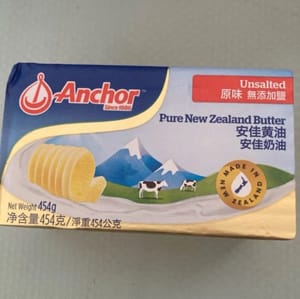 Anchor
Since 1886
Unsalted
原味 無添加鹽
Pure New Zealand Butter
安佳黄油
安佳奶油
MADE IN NEW ZEALAND
Net Weight 454g
净含量454克/淨重454公克